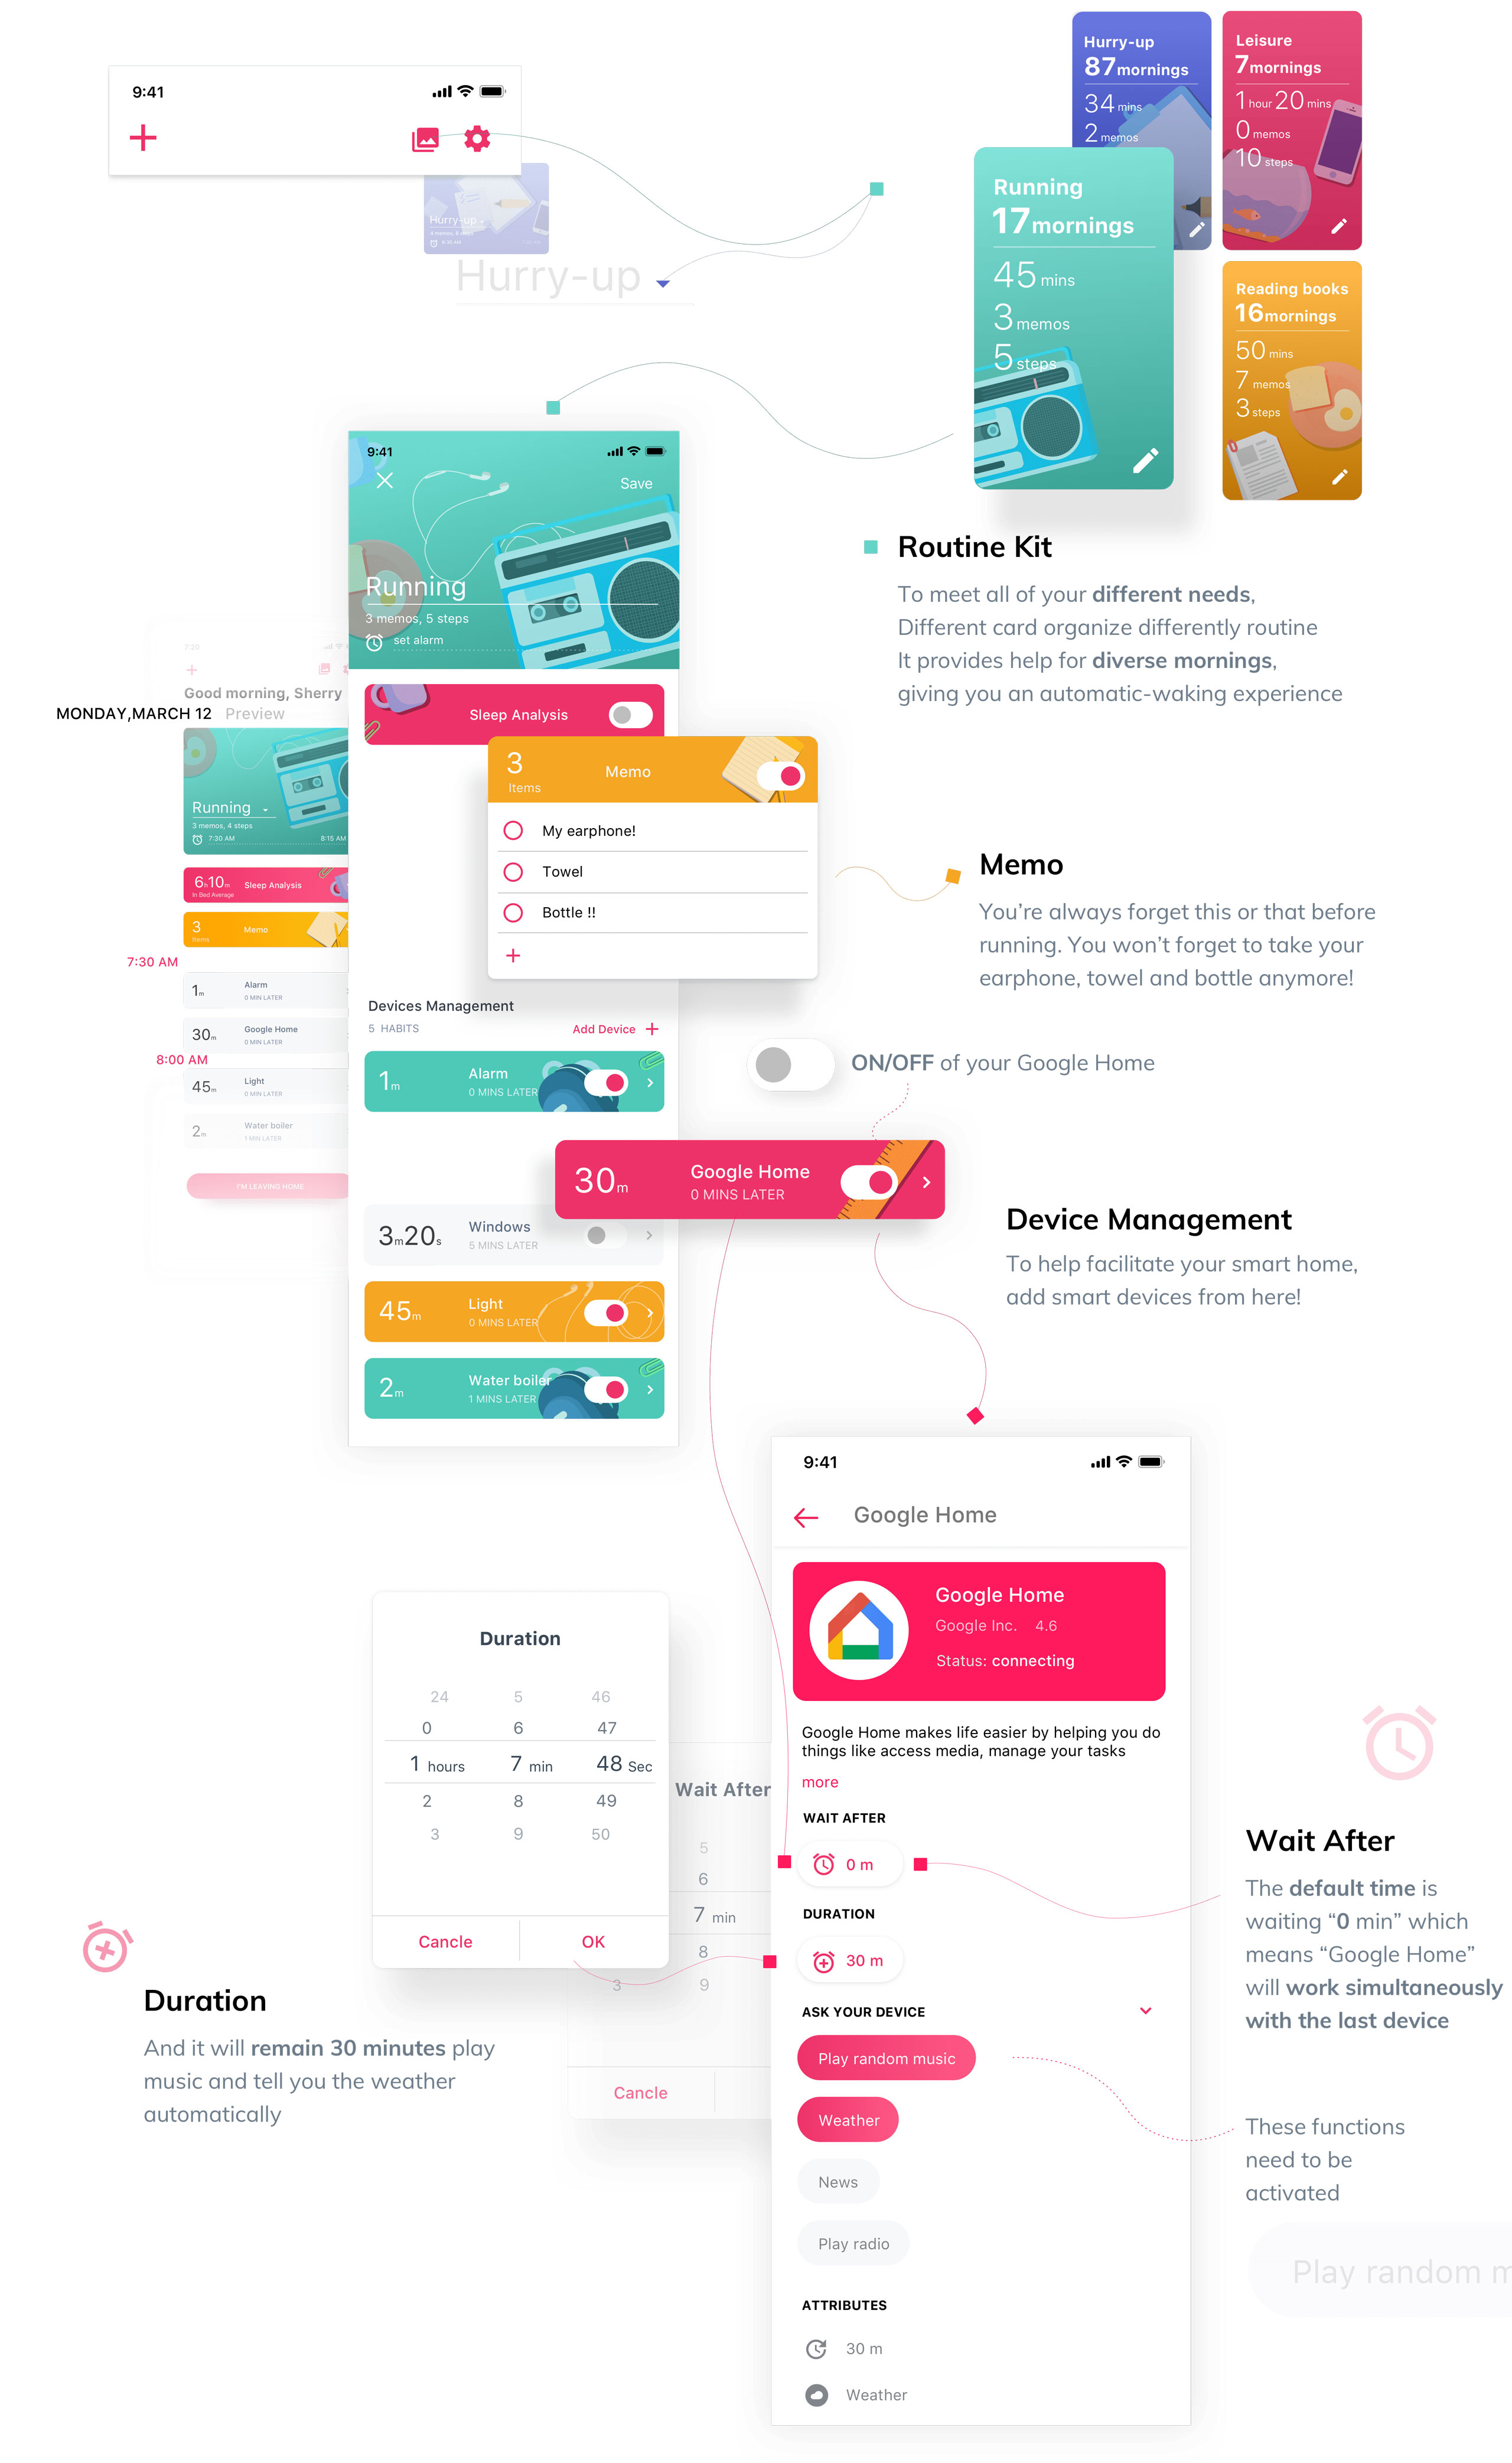 9:41
Hurry-up
4 memos, 6 steps
6:30 AM
Hurry-up
Hurry-up
87mornings
34 mins
2 memos
Leisure
7mornings
1 hour 20 mins
0 memos
10 steps
Running
17mornings
45 mins
3 memos
5 steps
Reading books
16mornings
50 mins
7 memos
3 steps
Routine Kit
To meet all of your different needs,
Different card organize differently routine
It provides help for diverse mornings,
giving you an automatic-waking experience
9:41
Save
Running
3 memos, 5 steps
set alarm
Sleep Analysis
3
Items
Memo
My earphone!
Towel
Bottle !!
Devices Management
5 HABITS
Add Device
1m
Alarm
0 MINS LATER
30m
Google Home
0 MINS LATER
3m20s
Windows
5 MINS LATER
45m
Light
0 MINS LATER
2m
Water boiler
1 MINS LATER
7:20
Good morning, Sherry
MONDAY,MARCH 12
Preview
Running
3 memos, 4 steps
7:30 AM
8:15 AM
6h10m
In Bed Average
Sleep Analysis
3
Items
Memo
7:30 AM
1m
Alarm
0 MIN LATER
30m
Google Home
0 MIN LATER
8:00 AM
45m
Light
0 MIN LATER
2m
Water boiler
1 MIN LATER
I'M LEAVING HOME
Memo
You're always forget this or that before
running. You won't forget to take your
earphone, towel and bottle anymore!
ON/OFF of your Google Home
Device Management
To help facilitate your smart home,
add smart devices from here!
9:41
Google Home
Google Home
Google Inc. 4.6
Status: connecting
Google Home makes life easier by helping you do
things like access media, manage your tasks
more
WAIT AFTER
0 m
DURATION
30 m
ASK YOUR DEVICE
Play random music
Weather
News
Play radio
ATTRIBUTES
30 m
Weather
Duration
24 5 46
0 6 47
1 hours 7 min 48 Sec
2 8 49
3 9 50
Cancle
OK
Wait After
5
6
7 min
8
3 9
Cancle
Duration
And it will remain 30 minutes play
music and tell you the weather
automatically
Wait After
The default time is
waiting “0 min” which
means “Google Home”
will work simultaneously
with the last device
These functions
need to be
activated
Play random m